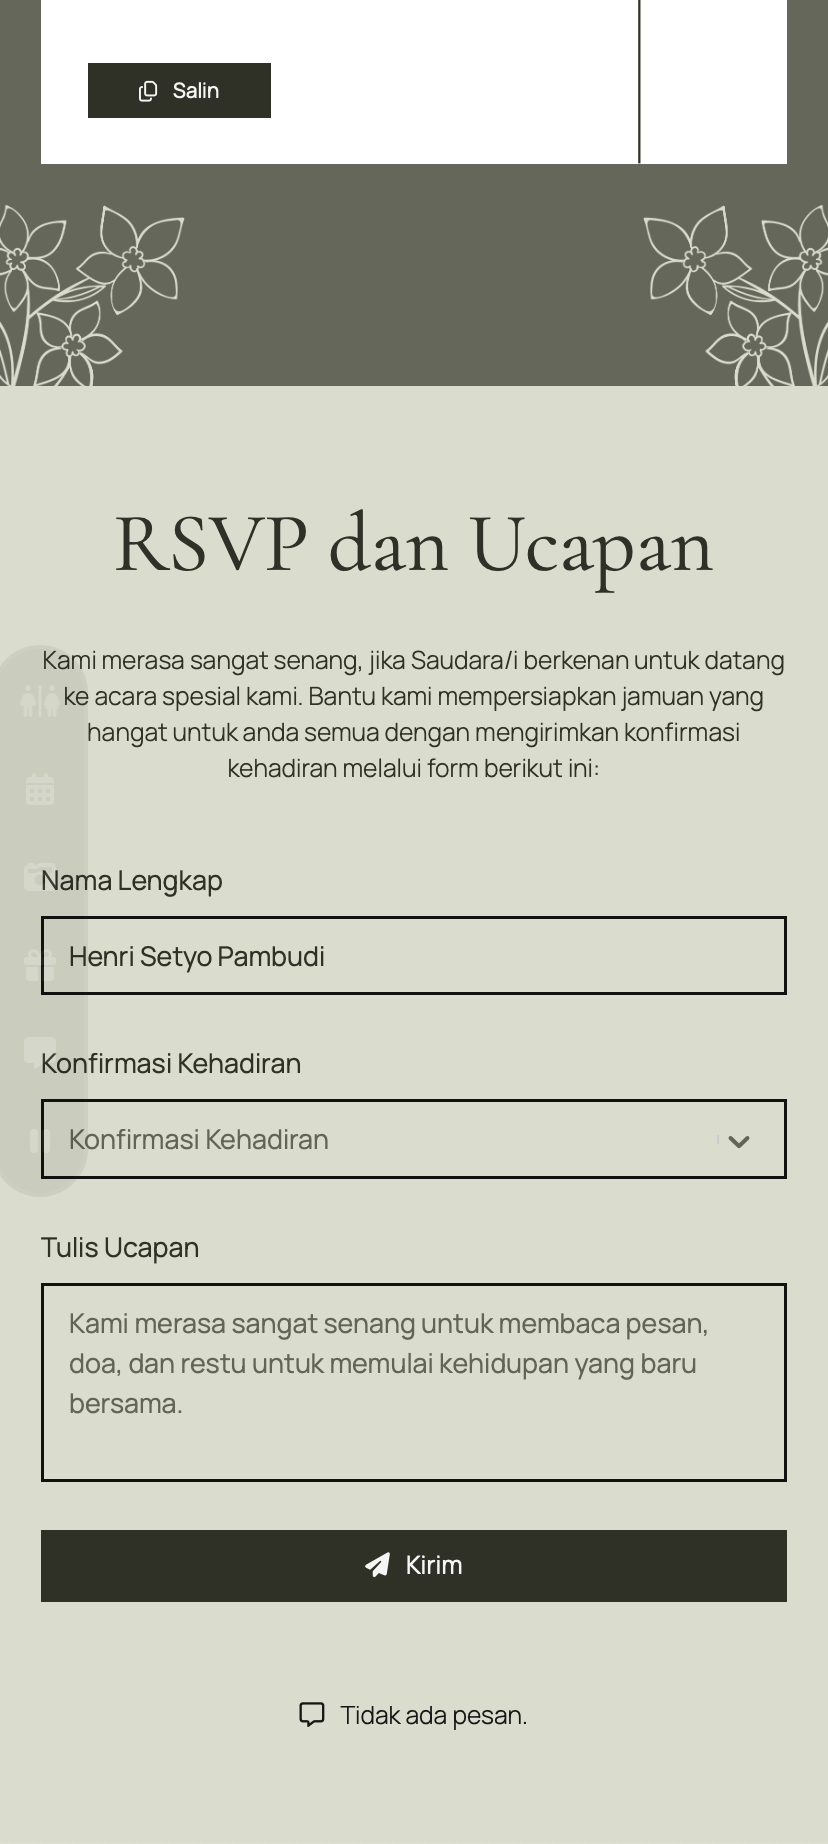 Salin
RSVP dan Ucapan
Kami merasa sangat senang, jika Saudara/i berkenan untuk datang
ke acara spesial kami. Bantu kami mempersiapkan jamuan yang
hangat untuk anda semua dengan mengirimkan konfirmasi
kehadiran melalui form berikut ini:
Nama Lengkap
Henri Setyo Pambudi
Konfirmasi Kehadiran
Konfirmasi Kehadiran
Tulis Ucapan
Kami merasa sangat senang untuk membaca pesan,
doa, dan restu untuk memulai kehidupan yang baru
bersama.
Kirim
Tidak ada pesan.